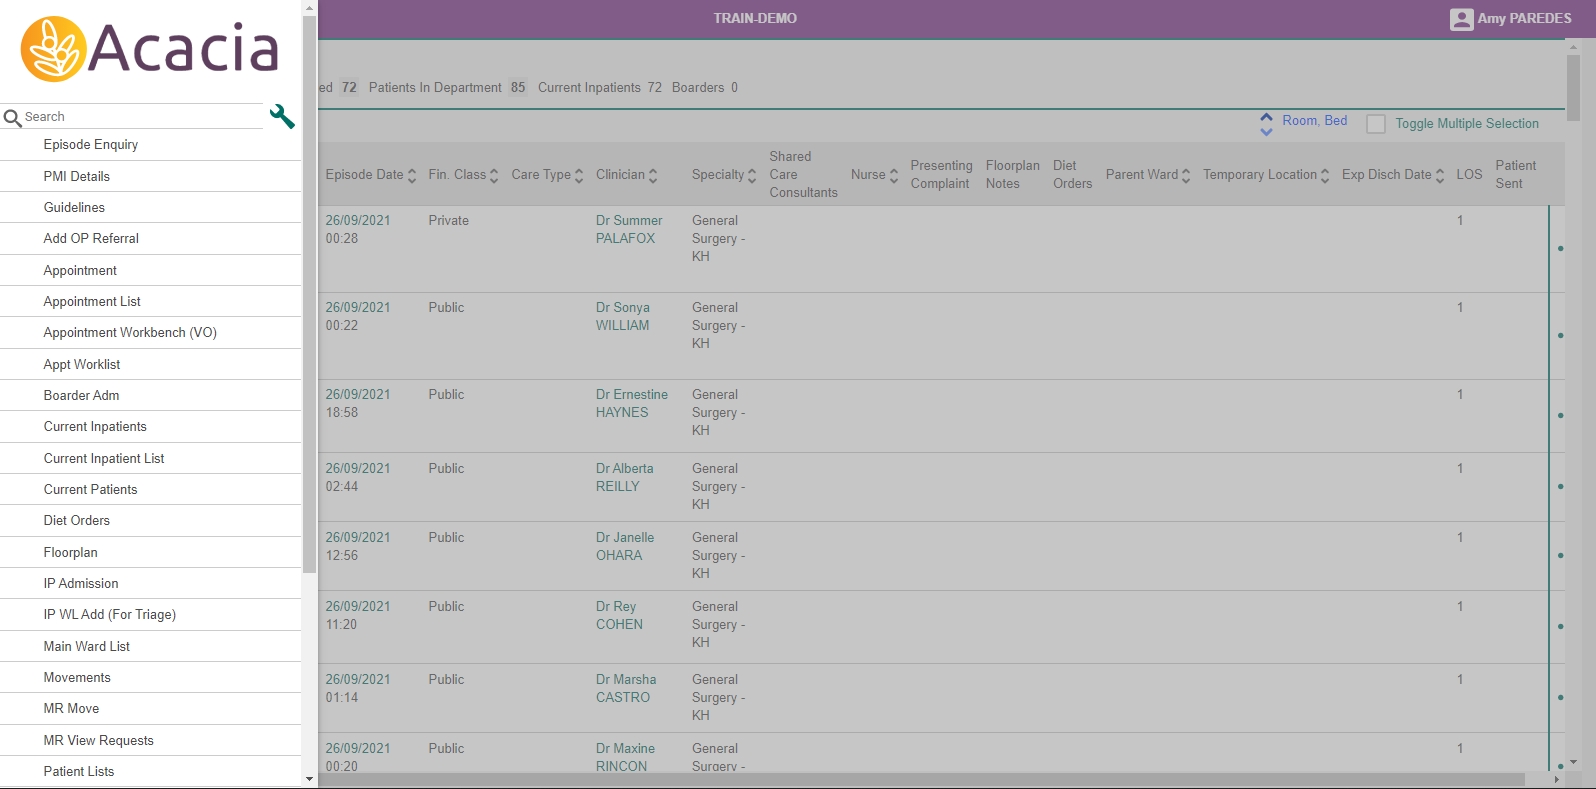 TRAIN-DEMO
Amy PAREDES
Acacia
Search
Episode Enquiry
PMI Details
Guidelines
Add OP Referral
Appointment
Appointment List
Appointment Workbench (VO)
Appt Worklist
Boarder Adm
Current Inpatients
Current Inpatient List
Current Patients
Diet Orders
Floorplan
IP Admission
IP WL Add (For Triage)
Main Ward List
Movements
MR Move
MR View Requests
Patient Lists
ed 72 Patients In Department 85 Current Inpatients 72 Boarders 0
Room, Bed Toggle Multiple Selection
Episode Date
Fin. Class
Care Type
Clinician
Specialty
Shared
Care
Consultants
Nurse
Presenting
Complaint
Floorplan
Notes
Diet
Orders
Parent Ward
Temporary Location
Exp Disch Date
LOS
Patient
Sent
26/09/2021 Private Dr Summer General 1
00:28 PALAFOX Surgery -
KH
26/09/2021 Public Dr Sonya General 1
00:22 WILLIAM Surgery -
KH
26/09/2021 Public Dr Ernestine General 1
18:58 HAYNES Surgery -
KH
26/09/2021 Public Dr Alberta General 1
02:44 REILLY Surgery -
KH
26/09/2021 Public Dr Janelle General 1
12:56 OHARA Surgery -
KH
26/09/2021 Public Dr Rey General 1
11:20 COHEN Surgery -
KH
26/09/2021 Public Dr Marsha General 1
01:14 CASTRO Surgery -
KH
26/09/2021 Public Dr Maxine General 1
00:20 RINCON Surgery -